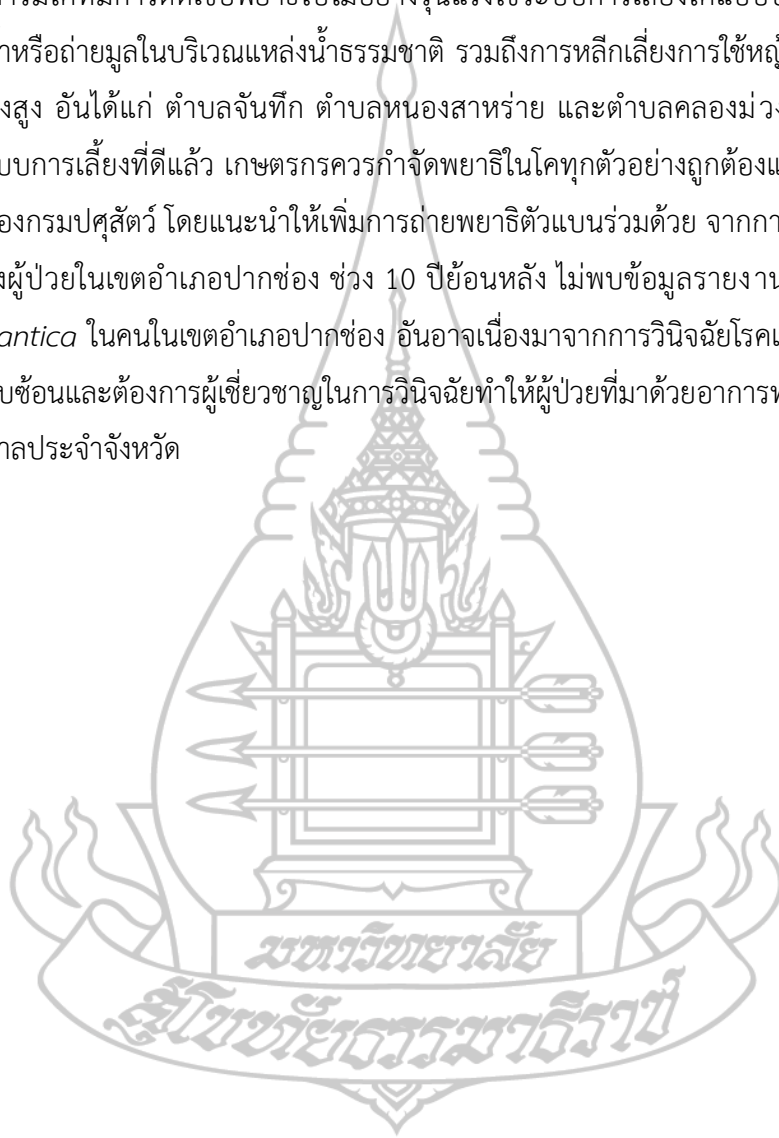 าหรือถ่ายมูลในบริเวณแหล่งน้ำธรรมชาติ รวมถึงการหลีกเลี่ยงการใช้หญ้
งสูง อันได้แก่ ตำบลจันทึก ตำบลหนองสาหร่าย และตำบลคลองม่วง
บบการเลี้ยงที่ดีแล้ว เกษตรกรควรกำจัดพยาธิในโคทุกตัวอย่างถูกต้องแ
องกรมปศุสัตว์ โดยแนะนำให้เพิ่มการถ่ายพยาธิตัวแบนร่วมด้วย จากกา
งผู้ป่วยในเขตอำเภอปากช่อง ช่วง 10 ปีย้อนหลัง ไม่พบข้อมูลรายงาน
antica ในคนในเขตอำเภอปากช่อง อันอาจเนื่องมาจากการวินิจฉัยโรคแ
บซ้อนและต้องการผู้เชี่ยวชาญในการวินิจฉัยทำให้ผู้ป่วยที่มาด้วยอาการท
าลประจำจังหวัด
มหาวิทยาลัย
สุโขทัยธรรมาธิราช